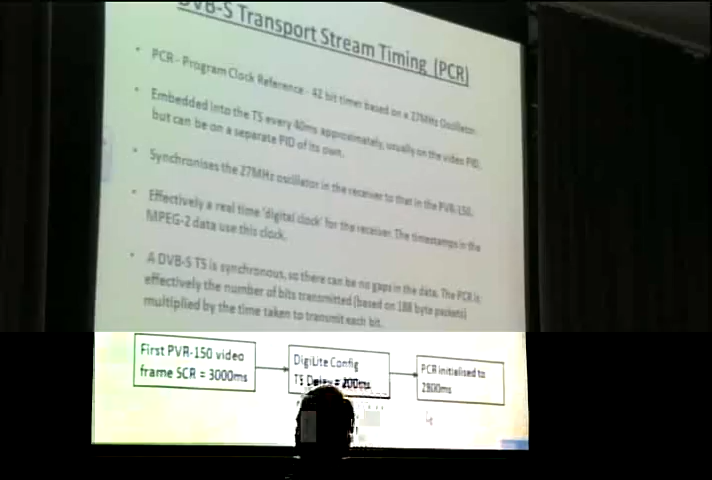 DVB-S Transport Stream Timing (PCR)
• PCR - Program Clock Reference - 42 bit timer based on a 27MHz Oscillator
• Embedded into the TS every 40ms approximately, usually on the video PID,
but can be on a separate PID of its own.
• Synchronises the 27MHz oscillator in the receiver to that in the PVR-150.
• Effectively a real time 'digital clock' for the receiver. The timestamps in the
MPEG-2 data use this clock.
• A DVB-S TS is synchronous, so there can be no gaps in the data. The PCR is
effectively the number of bits transmitted (based on 188 byte packets)
multiplied by the time taken to transmit each bit.
First PVR-150 video
frame SCR = 3000ms
DigiLite Config
TS Delay = 200ms
PCR initialised to
2800ms